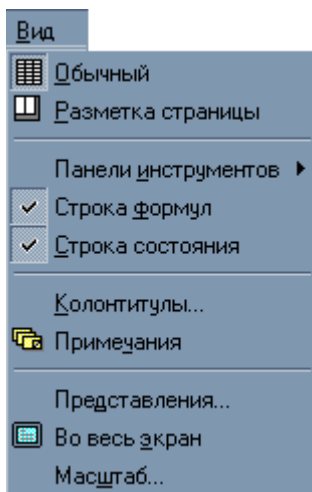 Вид
Обычный
Разметка страницы
Панели инструментов
Строка формул
Строка состояния
Колонтитулы...
Примечания
Представления...
Во весь экран
Масштаб...